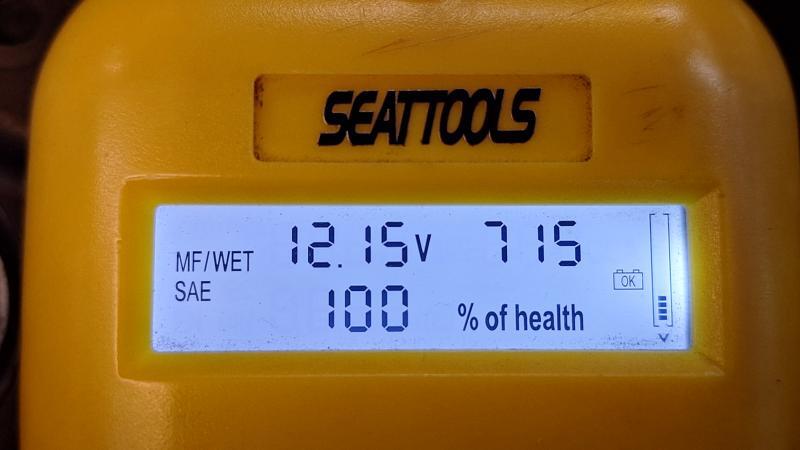 SEATTOOLS
MF/WET 12.15V 715
SAE 100 % of health
OK
V